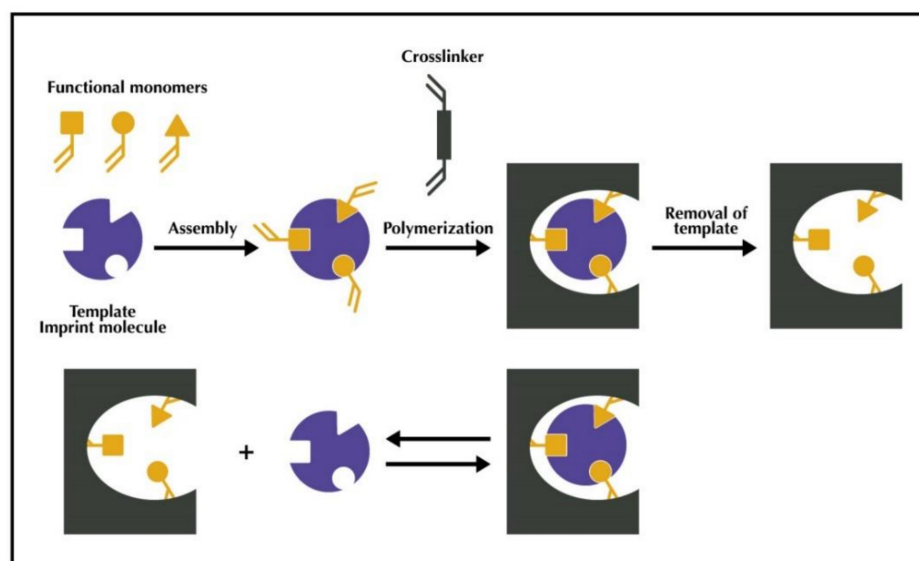 Crosslinker
Functional monomers
Assembly
Polymerization
Removal of
template
Template
Imprint molecule
+